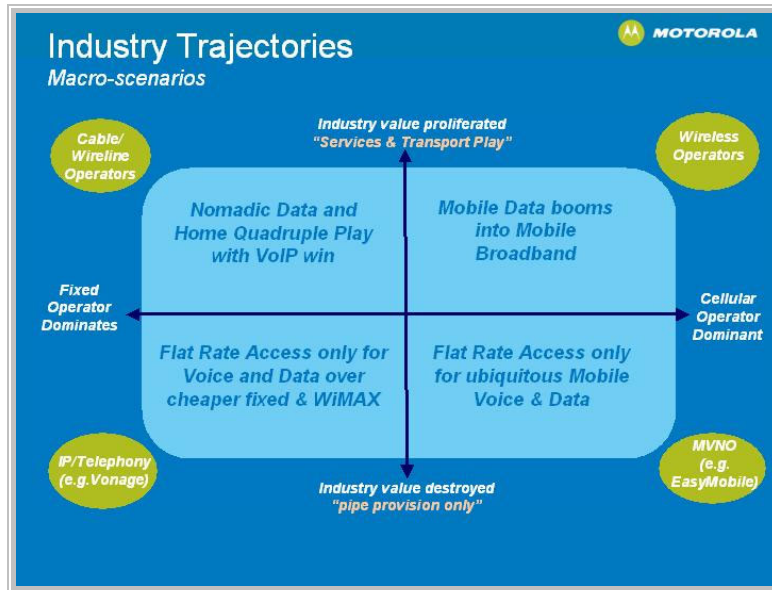 Industry Trajectories
Macro-scenarios
MOTOROLA
Cable/
Wireline
Operators
Industry value proliferated
"Services & Transport Play"
Wireless
Operators
Nomadic Data and
Home Quadruple Play
with VoIP win
Mobile Data booms
into Mobile
Broadband
Fixed
Operator
Dominates
Cellular
Operator
Dominant
Flat Rate Access only for
Voice and Data over
cheaper fixed & WiMAX
Flat Rate Access only
for ubiquitous Mobile
Voice & Data
IP/Telephony
(e.g.Vonage)
Industry value destroyed
"pipe provision only"
MVNO
(e.g.
EasyMobile)